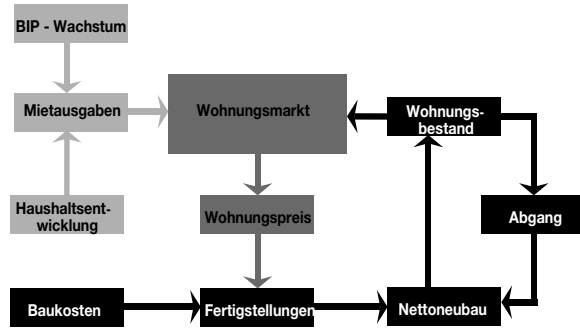 BIP - Wachstum
Mietausgaben
Wohnungsmarkt
Wohnungs-
bestand
Haushaltsent-
wicklung
Wohnungspreis
Abgang
Baukosten
Fertigstellungen
Nettoneubau